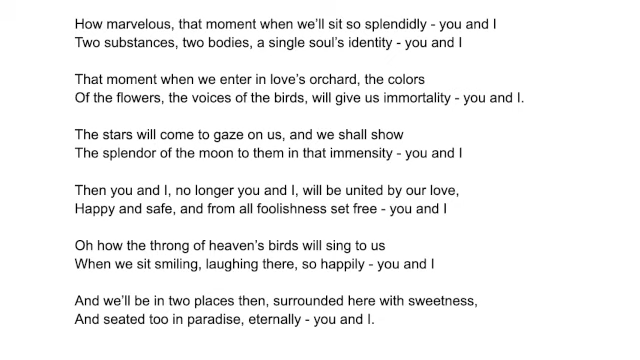 How marvelous, that moment when we’ll sit so splendidly - you and I
Two substances, two bodies, a single soul’s identity - you and I
That moment when we enter in love’s orchard, the colors
Of the flowers, the voices of the birds, will give us immortality - you and I.
The stars will come to gaze on us, and we shall show
The splendor of the moon to them in that immensity - you and I
Then you and I, no longer you and I, will be united by our love,
Happy and safe, and from all foolishness set free - you and I
Oh how the throng of heaven’s birds will sing to us
When we sit smiling, laughing there, so happily - you and I
And we’ll be in two places then, surrounded here with sweetness,
And seated too in paradise, eternally - you and I.